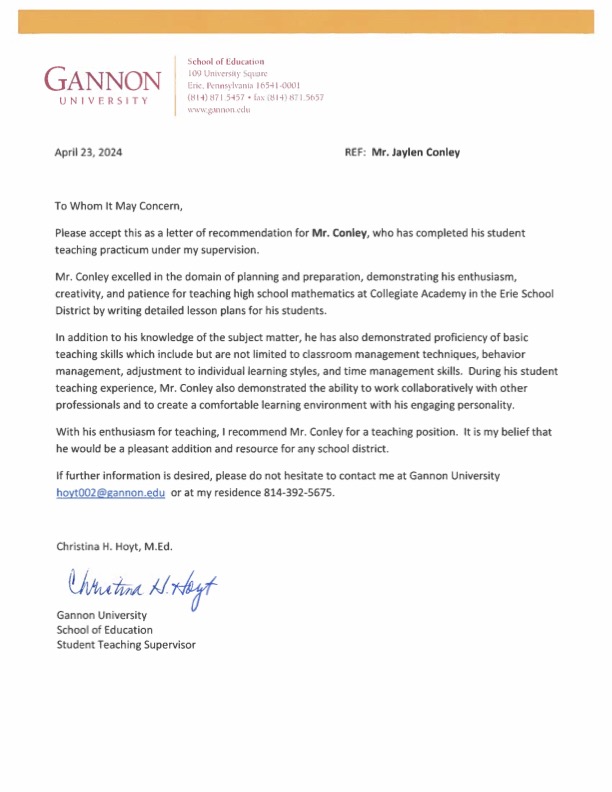 GANNON
UNIVERSITY
School of Education
109 University Square
Erie, Pennsylvania 16541-0001
(814) 871.5457 • fax (814) 871.5657
www.gannon.edu
April 23, 2024
REF: Mr. Jaylen Conley
To Whom It May Concern,
Please accept this as a letter of recommendation for Mr. Conley, who has completed his student
teaching practicum under my supervision.
Mr. Conley excelled in the domain of planning and preparation, demonstrating his enthusiasm,
creativity, and patience for teaching high school mathematics at Collegiate Academy in the Erie School
District by writing detailed lesson plans for his students.
In addition to his knowledge of the subject matter, he has also demonstrated proficiency of basic
teaching skills which include but are not limited to classroom management techniques, behavior
management, adjustment to individual learning styles, and time management skills.  During his student
teaching experience, Mr. Conley also demonstrated the ability to work collaboratively with other
professionals and to create a comfortable learning environment with his engaging personality.
With his enthusiasm for teaching, I recommend Mr. Conley for a teaching position.  It is my belief that
he would be a pleasant addition and resource for any school district.
If further information is desired, please do not hesitate to contact me at Gannon University
hoyt002@gannon.edu  or at my residence 814-392-5675.
Christina H. Hoyt, M.Ed.
Christina H. Hoyt
Gannon University
School of Education
Student Teaching Supervisor